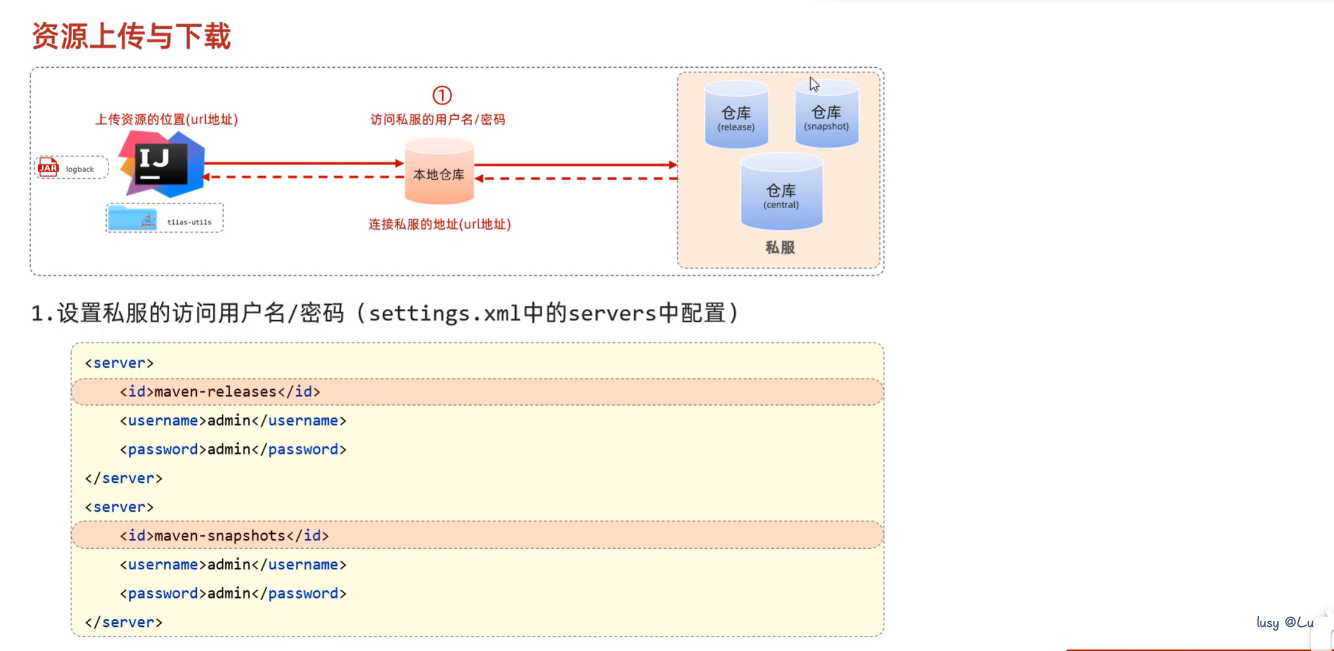 资源上传与下载
①
上传资源的位置(url地址)
访问私服的用户名/密码
仓库
(release)
仓库
(snapshot)
JAR logback
IJ
本地仓库
仓库
(central)
tlias-utils
连接私服的地址(url地址)
私服
1.设置私服的访问用户名/密码（settings.xml中的servers中配置）
<server>
<id>maven-releases</id>
<username>admin</username>
<password>admin</password>
</server>
<server>
<id>maven-snapshots</id>
<username>admin</username>
<password>admin</password>
</server>
lusy @Lu